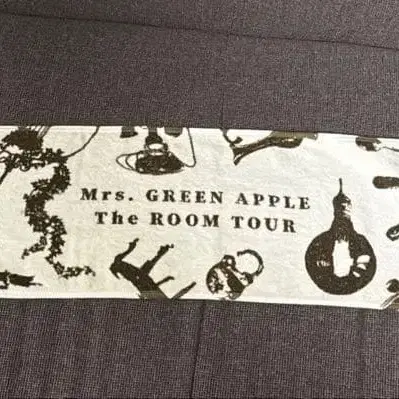 Mrs. GREEN APPLE
The ROOM TOUR